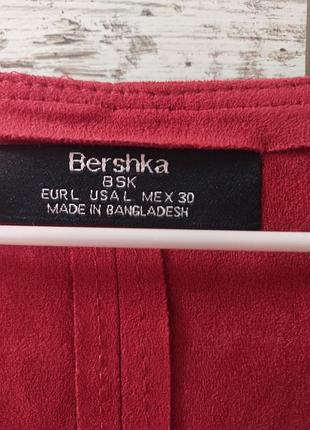 Bershka
BSK
EUR L USA L MEX 30
MADE IN BANGLADESH